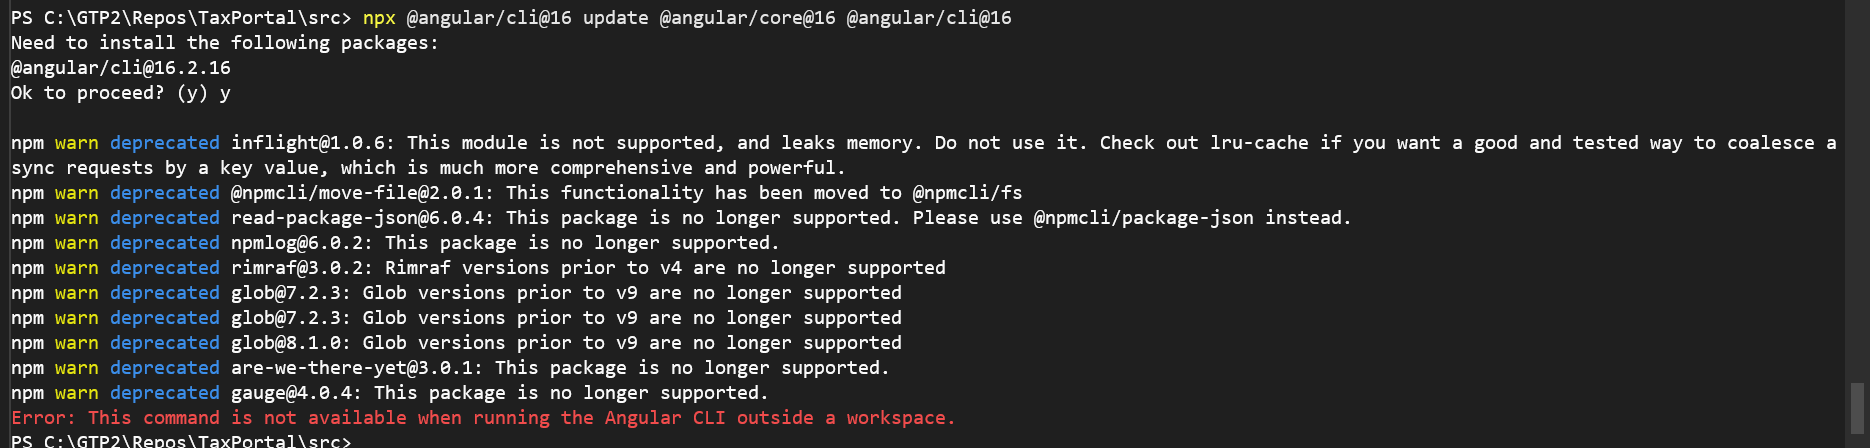 PS C:\GTP2\Repos\TaxPortal\src> npx @angular/cli@16 update @angular/core@16 @angular/cli@16
Need to install the following packages:
@angular/cli@16.2.16
Ok to proceed? (y) y
npm warn deprecated inflight@1.0.6: This module is not supported, and leaks memory. Do not use it. Check out lru-cache if you want a good and tested way to coalesce a
sync requests by a key value, which is much more comprehensive and powerful.
npm warn deprecated @npmcli/move-file@2.0.1: This functionality has been moved to @npmcli/fs
npm warn deprecated read-package-json@6.0.4: This package is no longer supported. Please use @npmcli/package-json instead.
npm warn deprecated npmlog@6.0.2: This package is no longer supported.
npm warn deprecated rimraf@3.0.2: Rimraf versions prior to v4 are no longer supported
npm warn deprecated glob@7.2.3: Glob versions prior to v9 are no longer supported
npm warn deprecated glob@7.2.3: Glob versions prior to v9 are no longer supported
npm warn deprecated glob@8.1.0: Glob versions prior to v9 are no longer supported
npm warn deprecated are-we-there-yet@3.0.1: This package is no longer supported.
npm warn deprecated gauge@4.0.4: This package is no longer supported.
Error: This command is not available when running the Angular CLI outside a workspace.
PS C:\GTP2\Repos\TaxPortal\src>